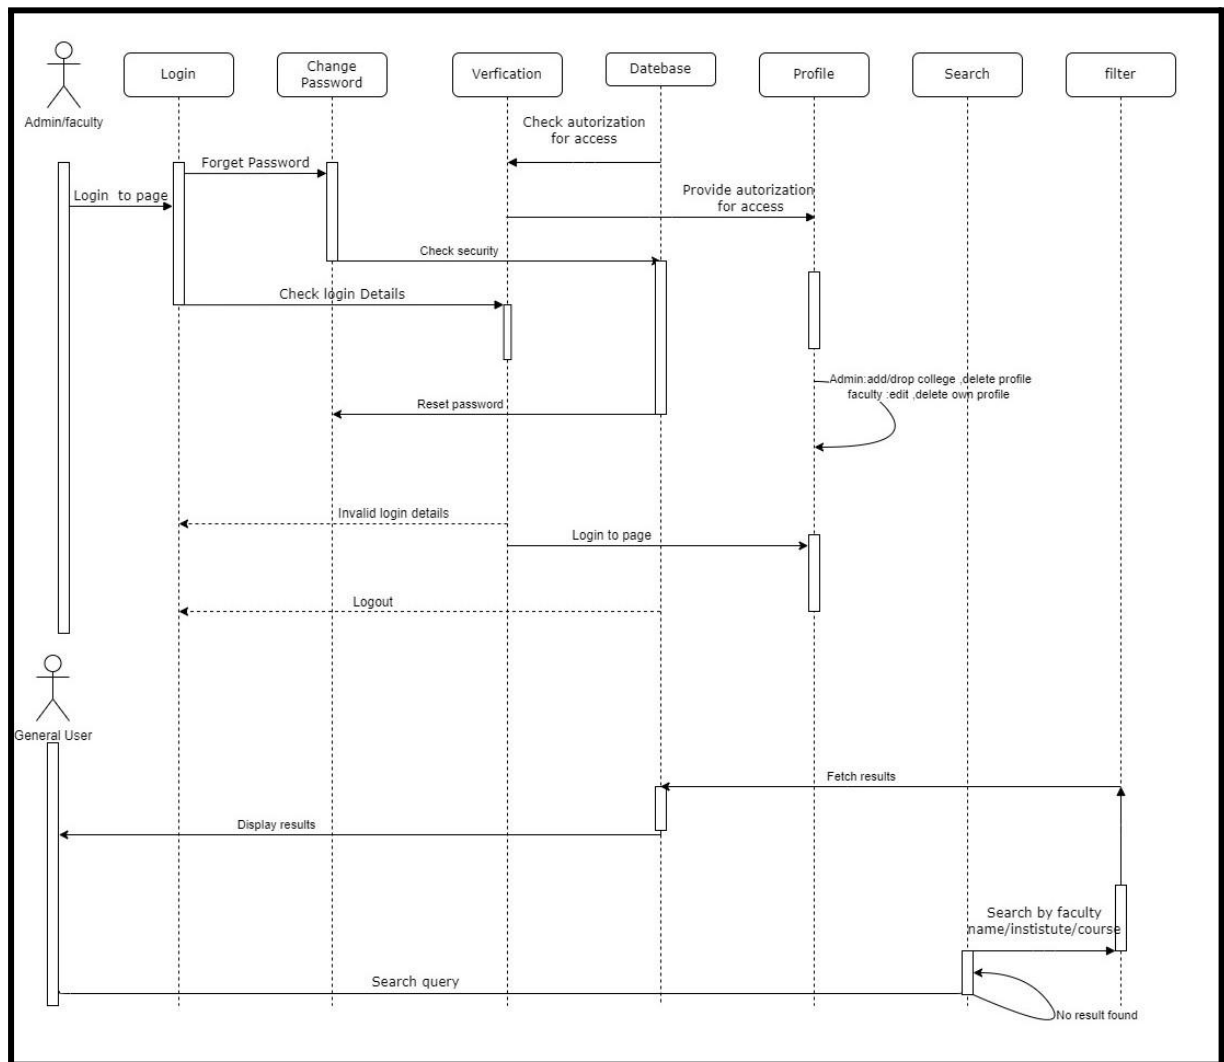 Login
Change
Password
Verfication
Datebase
Profile
Search
filter
Admin/faculty
Check autorization
for access
Forget Password
Login to page
Provide autorization
for access
Check security
Check login Details
Admin:add/drop college ,delete profile
faculty :edit ,delete own profile
Reset password
Invalid login details
Login to page
Logout
General User
Fetch results
Display results
Search by faculty
name/instistute/course
Search query
No result found